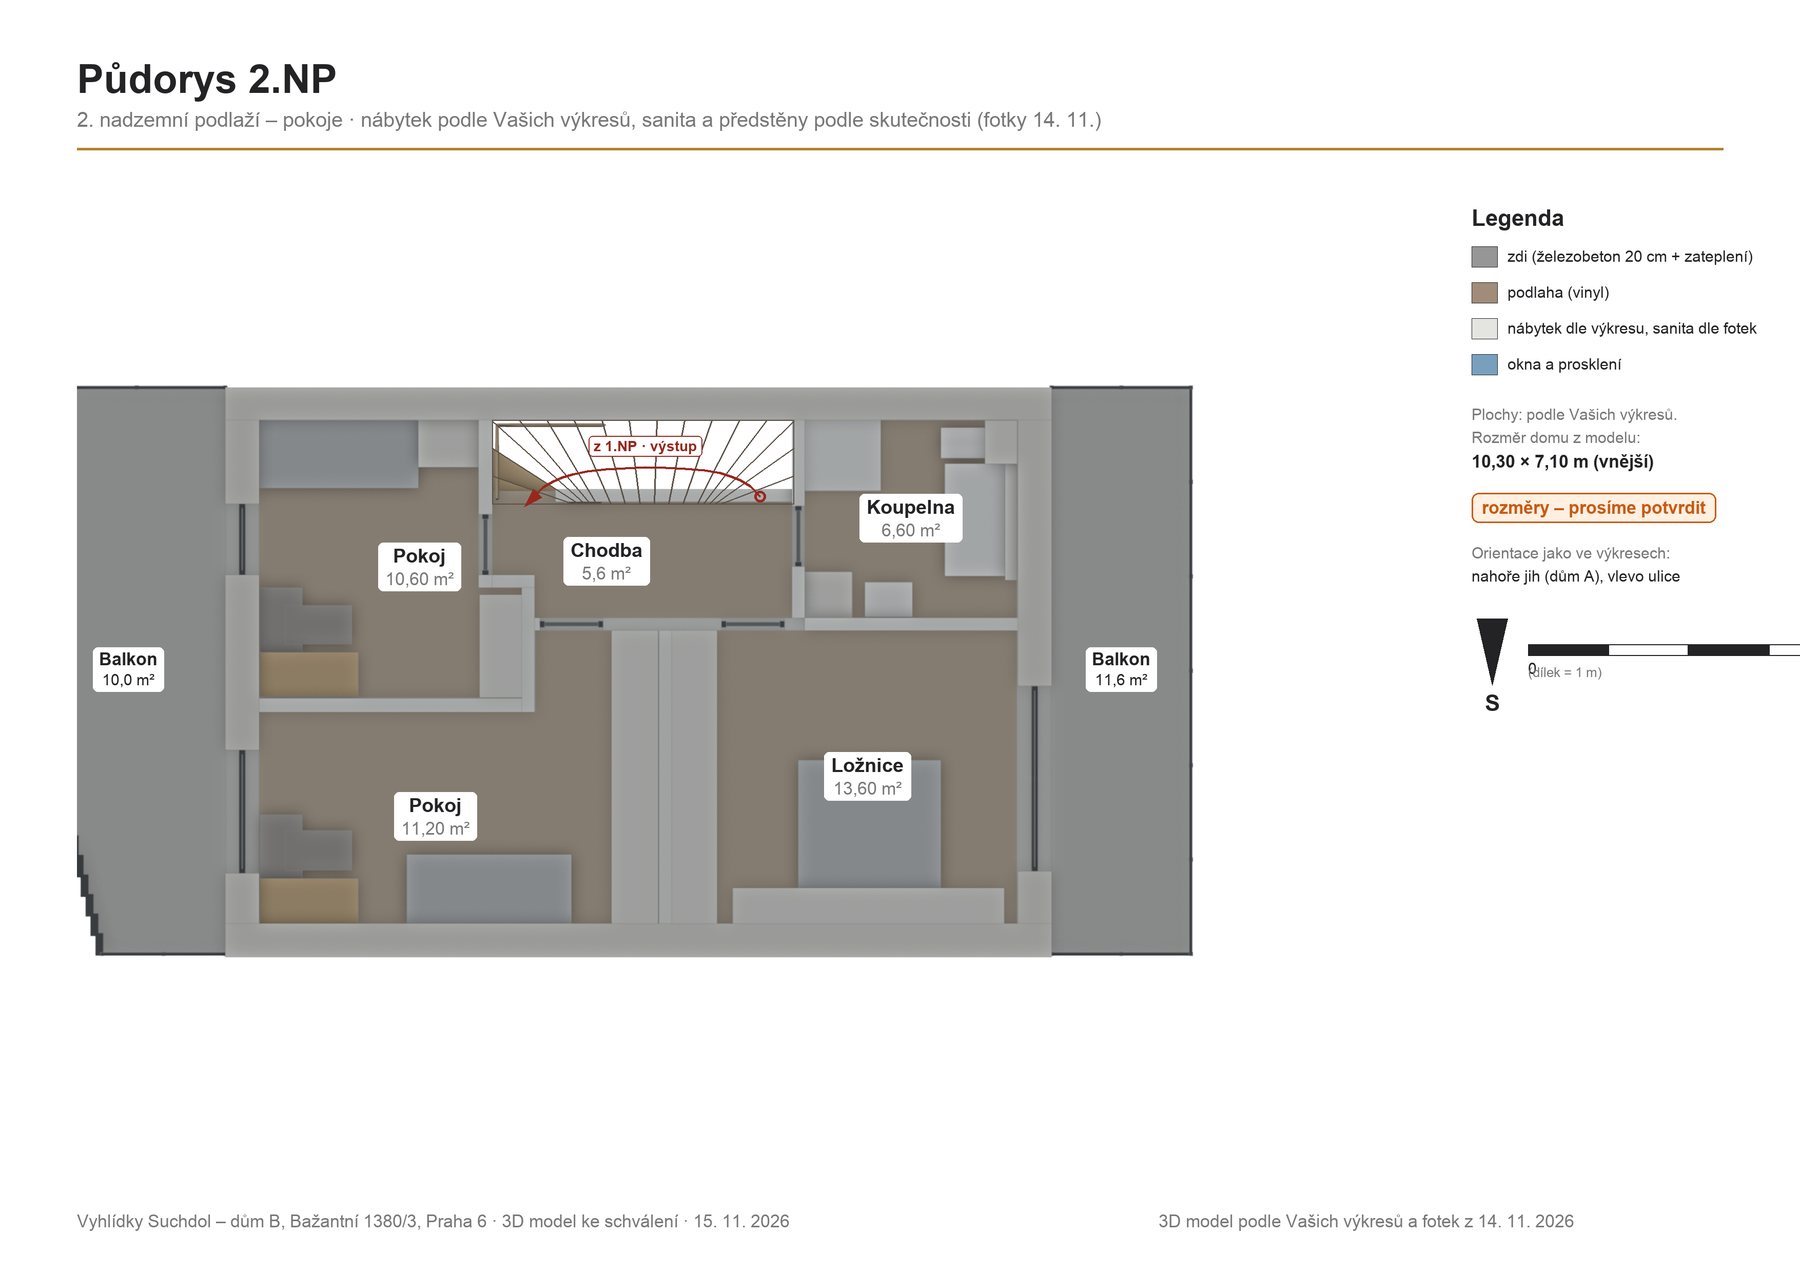 Půdorys 2.NP
2. nadzemní podlaží – pokoje · nábytek podle Vašich výkresů, sanita a předstěny podle skutečnosti (fotky 14. 11.)
Legenda
zdi (železobeton 20 cm + zateplení)
podlaha (vinyl)
nábytek dle výkresu, sanita dle fotek
okna a prosklení
Plochy: podle Vašich výkresů.
Rozměr domu z modelu:
10,30 × 7,10 m (vnější)
rozměry – prosíme potvrdit
Orientace jako ve výkresech:
nahoře jih (dům A), vlevo ulice
0
(dílek = 1 m)
S
z 1.NP · výstup
Koupelna
6,60 m²
Pokoj
10,60 m²
Chodba
5,6 m²
Balkon
10,0 m²
Balkon
11,6 m²
Ložnice
13,60 m²
Pokoj
11,20 m²
Vyhlídky Suchdol – dům B, Bažantní 1380/3, Praha 6 · 3D model ke schválení · 15. 11. 2026
3D model podle Vašich výkresů a fotek z 14. 11. 2026